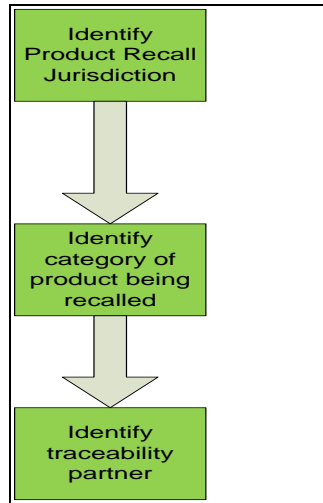 Identify
Product Recall
Jurisdiction
Identify
category of
product being
recalled
Identify
traceability
partner